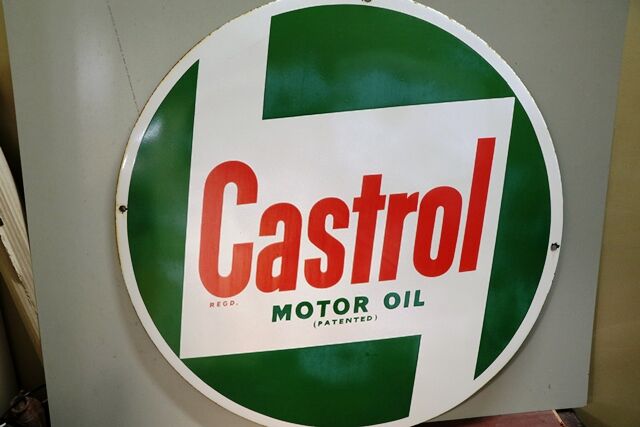 Castrol
REGD.
MOTOR OIL
(PATENTED)